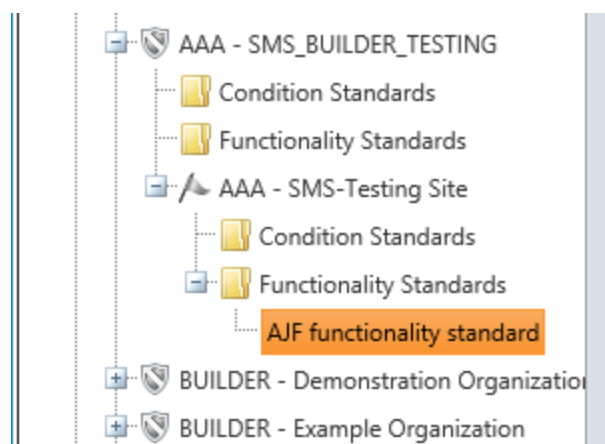 AAA - SMS_BUILDER_TESTING
Condition Standards
Functionality Standards
AAA - SMS-Testing Site
Condition Standards
Functionality Standards
AJF functionality standard
BUILDER - Demonstration Organizatio
BUILDER - Example Organization